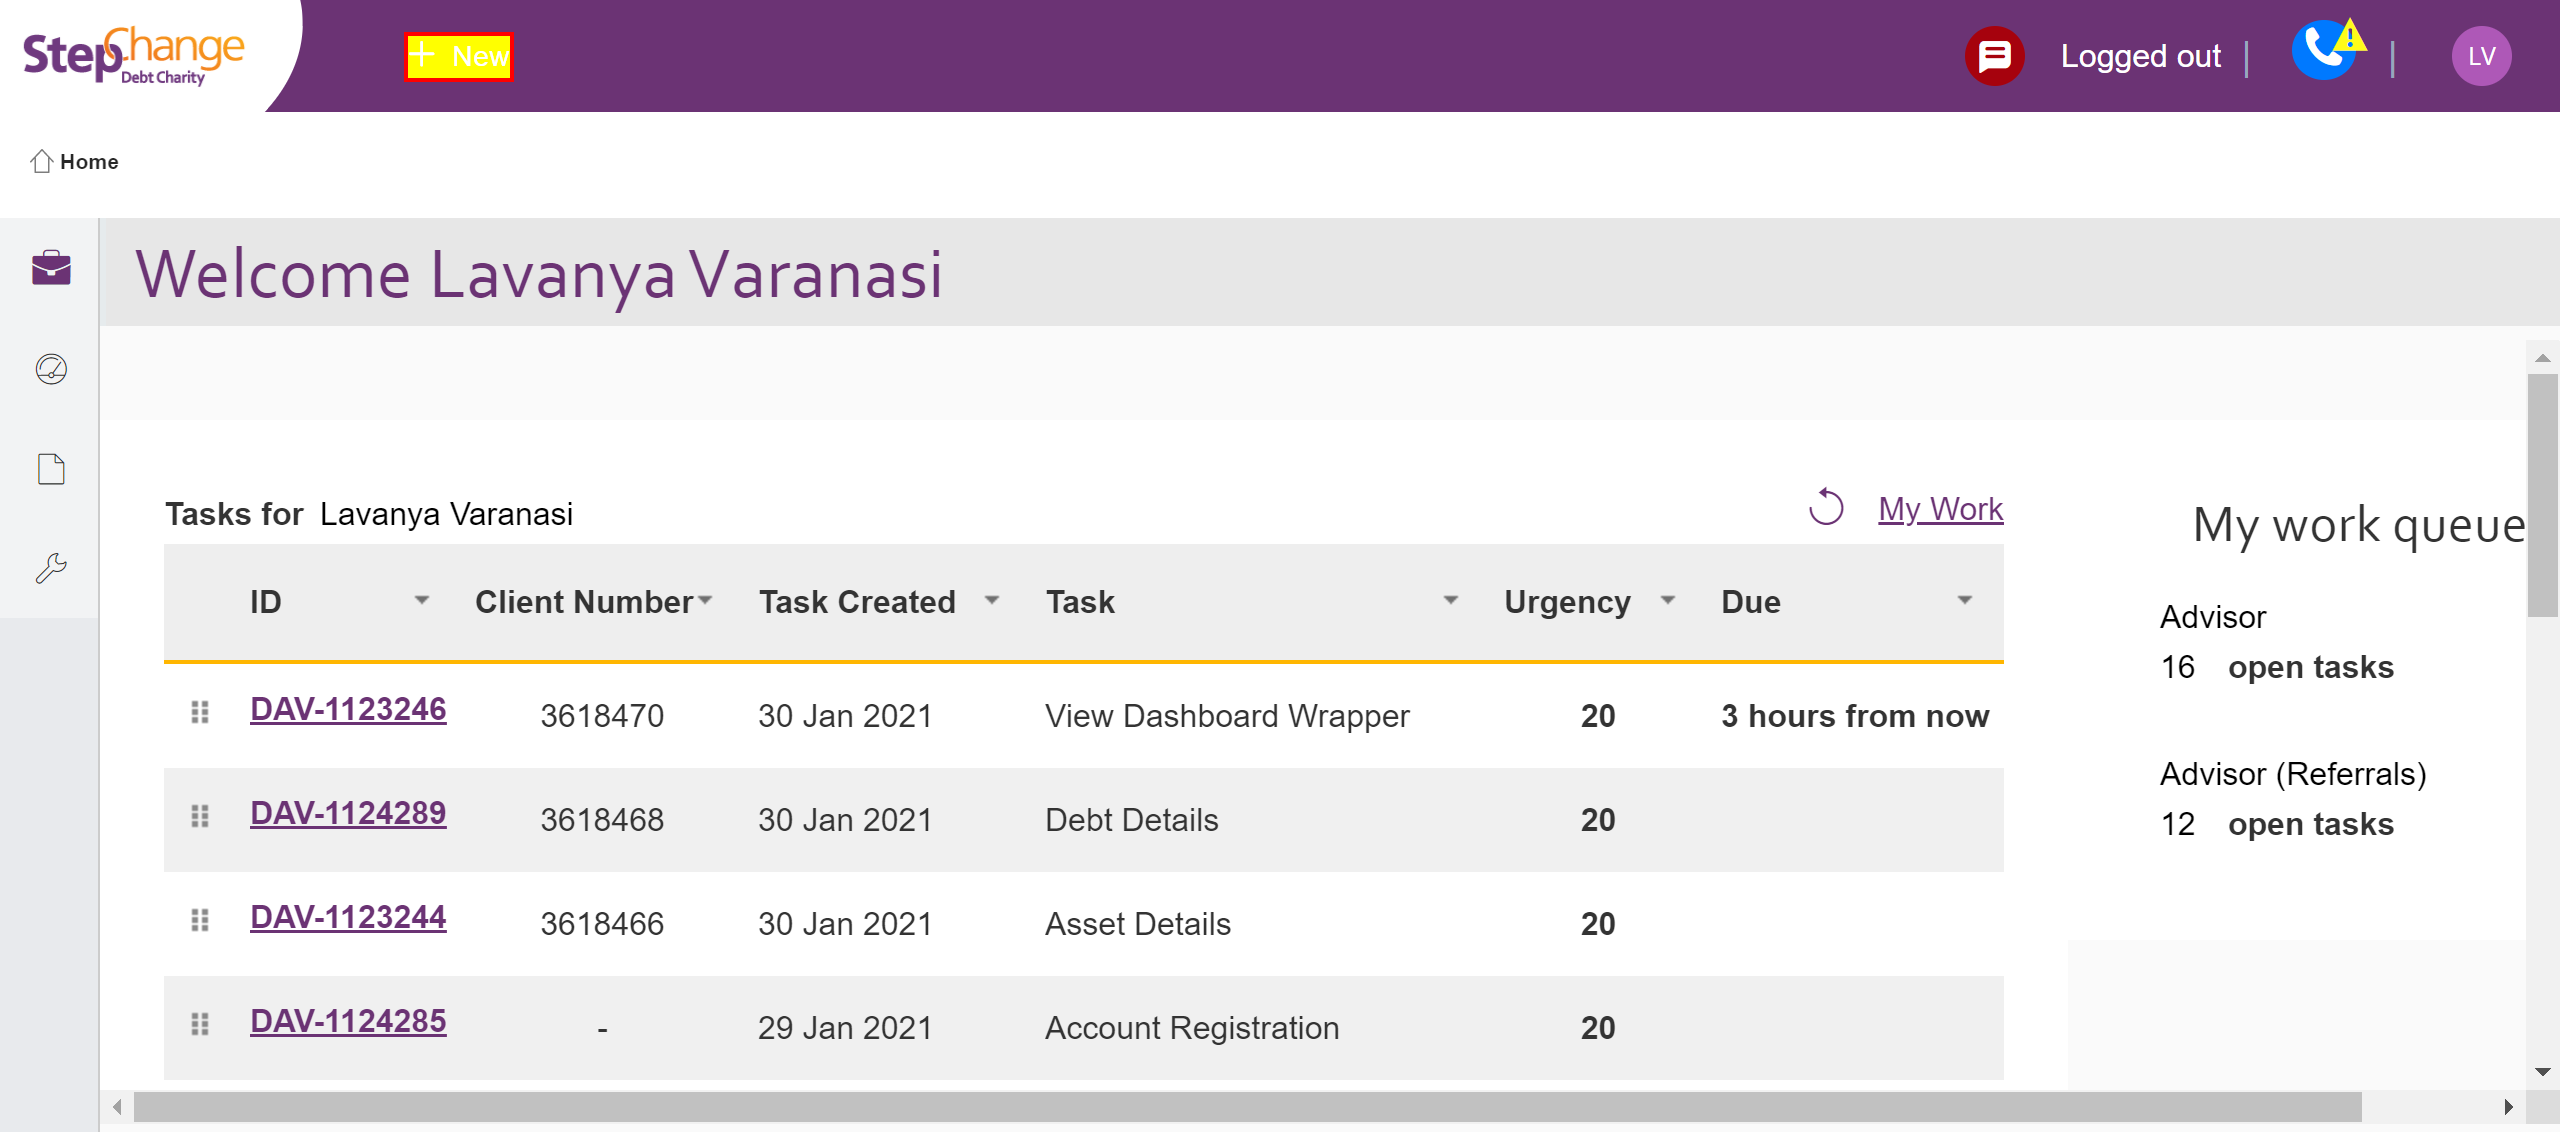 StepChange
Debt Charity
+ New
Logged out
LV
Home
Welcome Lavanya Varanasi
Tasks for Lavanya Varanasi
My Work
ID Client Number Task Created Task Urgency Due
DAV-1123246 3618470 30 Jan 2021 View Dashboard Wrapper 20 3 hours from now
DAV-1124289 3618468 30 Jan 2021 Debt Details 20
DAV-1123244 3618466 30 Jan 2021 Asset Details 20
DAV-1124285 - 29 Jan 2021 Account Registration 20
My work queue
Advisor
16 open tasks
Advisor (Referrals)
12 open tasks